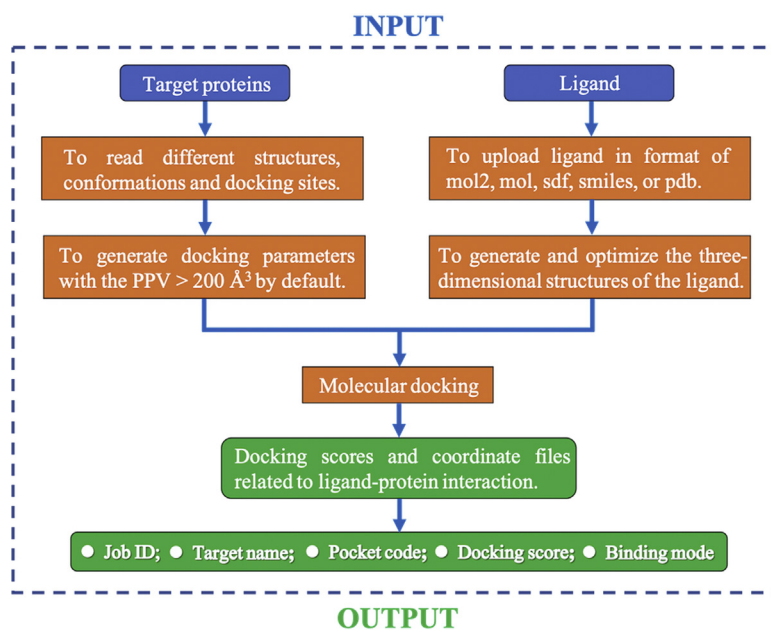 INPUT
Target proteins
Ligand
To read different structures,
conformations and docking sites.
To upload ligand in format of
mol2, mol, sdf, smiles, or pdb.
To generate docking parameters
with the PPV > 200 Å³ by default.
To generate and optimize the three-
dimensional structures of the ligand.
Molecular docking
Docking scores and coordinate files
related to ligand-protein interaction.
● Job ID; ● Target name; ● Pocket code; ● Docking score; ● Binding mode
OUTPUT